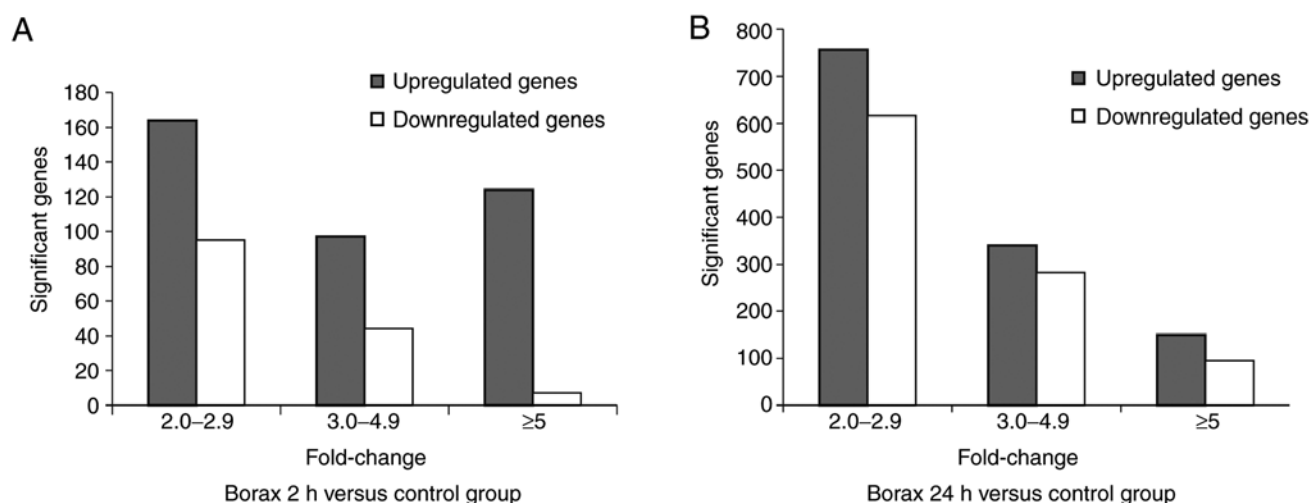 A
Upregulated genes
Downregulated genes
Significant genes
180
160
140
120
100
80
60
40
20
0
2.0–2.9 3.0–4.9 ≥5
Fold-change
Borax 2 h versus control group
B
Upregulated genes
Downregulated genes
Significant genes
800
700
600
500
400
300
200
100
0
2.0–2.9 3.0–4.9 ≥5
Fold-change
Borax 24 h versus control group